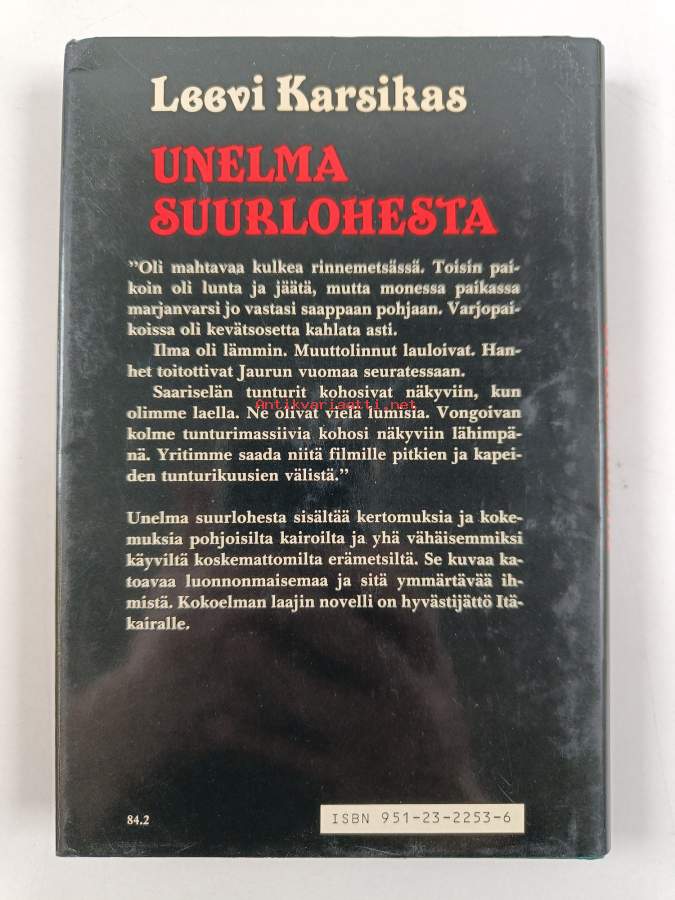 Leevi Karsikas
UNELMA
SUURLOHESTA
”Oli mahtavaa kulkea rinnemetsässä. Toisin pai-
koin oli lunta ja jäätä, mutta monessa paikassa
marjanvarsi jo vastasi saappaan pohjaan. Varjopai-
koissa oli kevätsosetta kahlata asti.
Ilma oli lämmin. Muuttolinnut lauloivat. Han-
het toitottivat Jaurun vuomaa seuratessaan.
Saariselän tunturit kohosivat näkyviin, kun
olimme laella. Ne olivat vielä lumisia. Vongoivan
Antikvariaatti.net
kolme tunturimassiivia kohosi näkyviin lähimpä-
nä. Yritimme saada niitä filmille pitkien ja kapei-
den tunturikuusien välistä.”
Unelma suurlohesta sisältää kertomuksia ja koke-
muksia pohjoisilta kairoilta ja yhä vähäisemmiksi
käyviltä koskemattomilta erämetsiltä. Se kuvaa ka-
toavaa luonnonmaisemaa ja sitä ymmärtävää ih-
mistä. Kokoelman laajin novelli on hyvästijättö Itä-
kairalle.
84.2
ISBN 951-23-2253-6